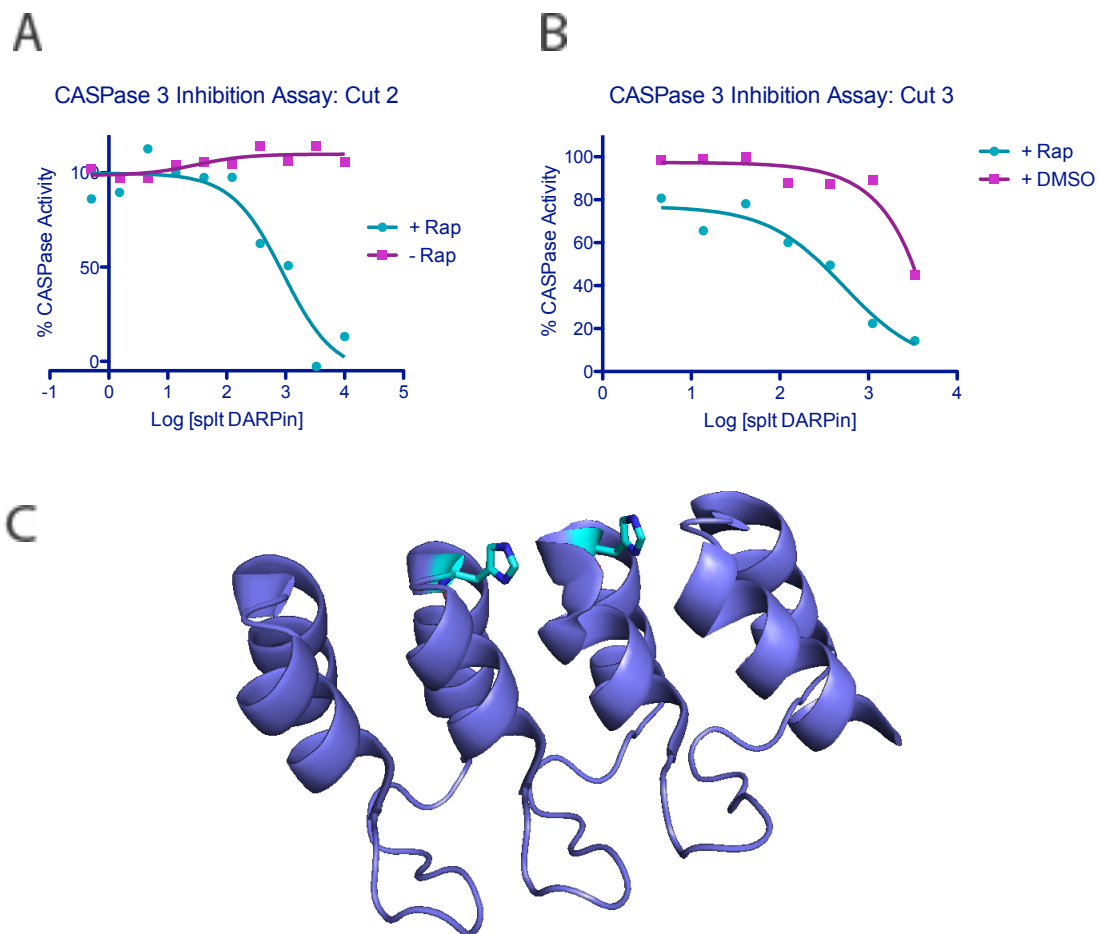 A
CASPase 3 Inhibition Assay: Cut 2
% CASPase Activity
100
50
0
-1 0 1 2 3 4 5
Log [splt DARPin]
+ Rap
- Rap
B
CASPase 3 Inhibition Assay: Cut 3
% CASPase Activity
100
80
60
40
20
0
0 1 2 3 4
Log [splt DARPin]
+ Rap
+ DMSO
C